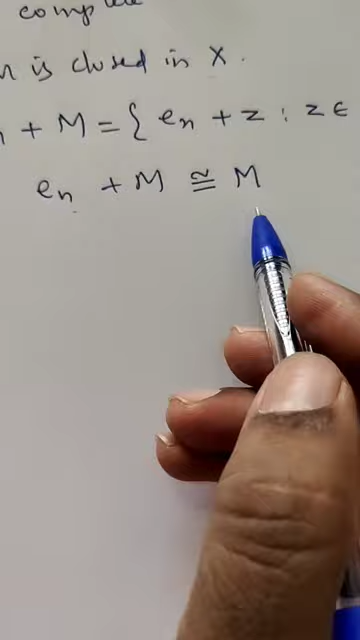 M is closed in X.
+ M = { eₙ + z : z ∈
eₙ + M ≅ M